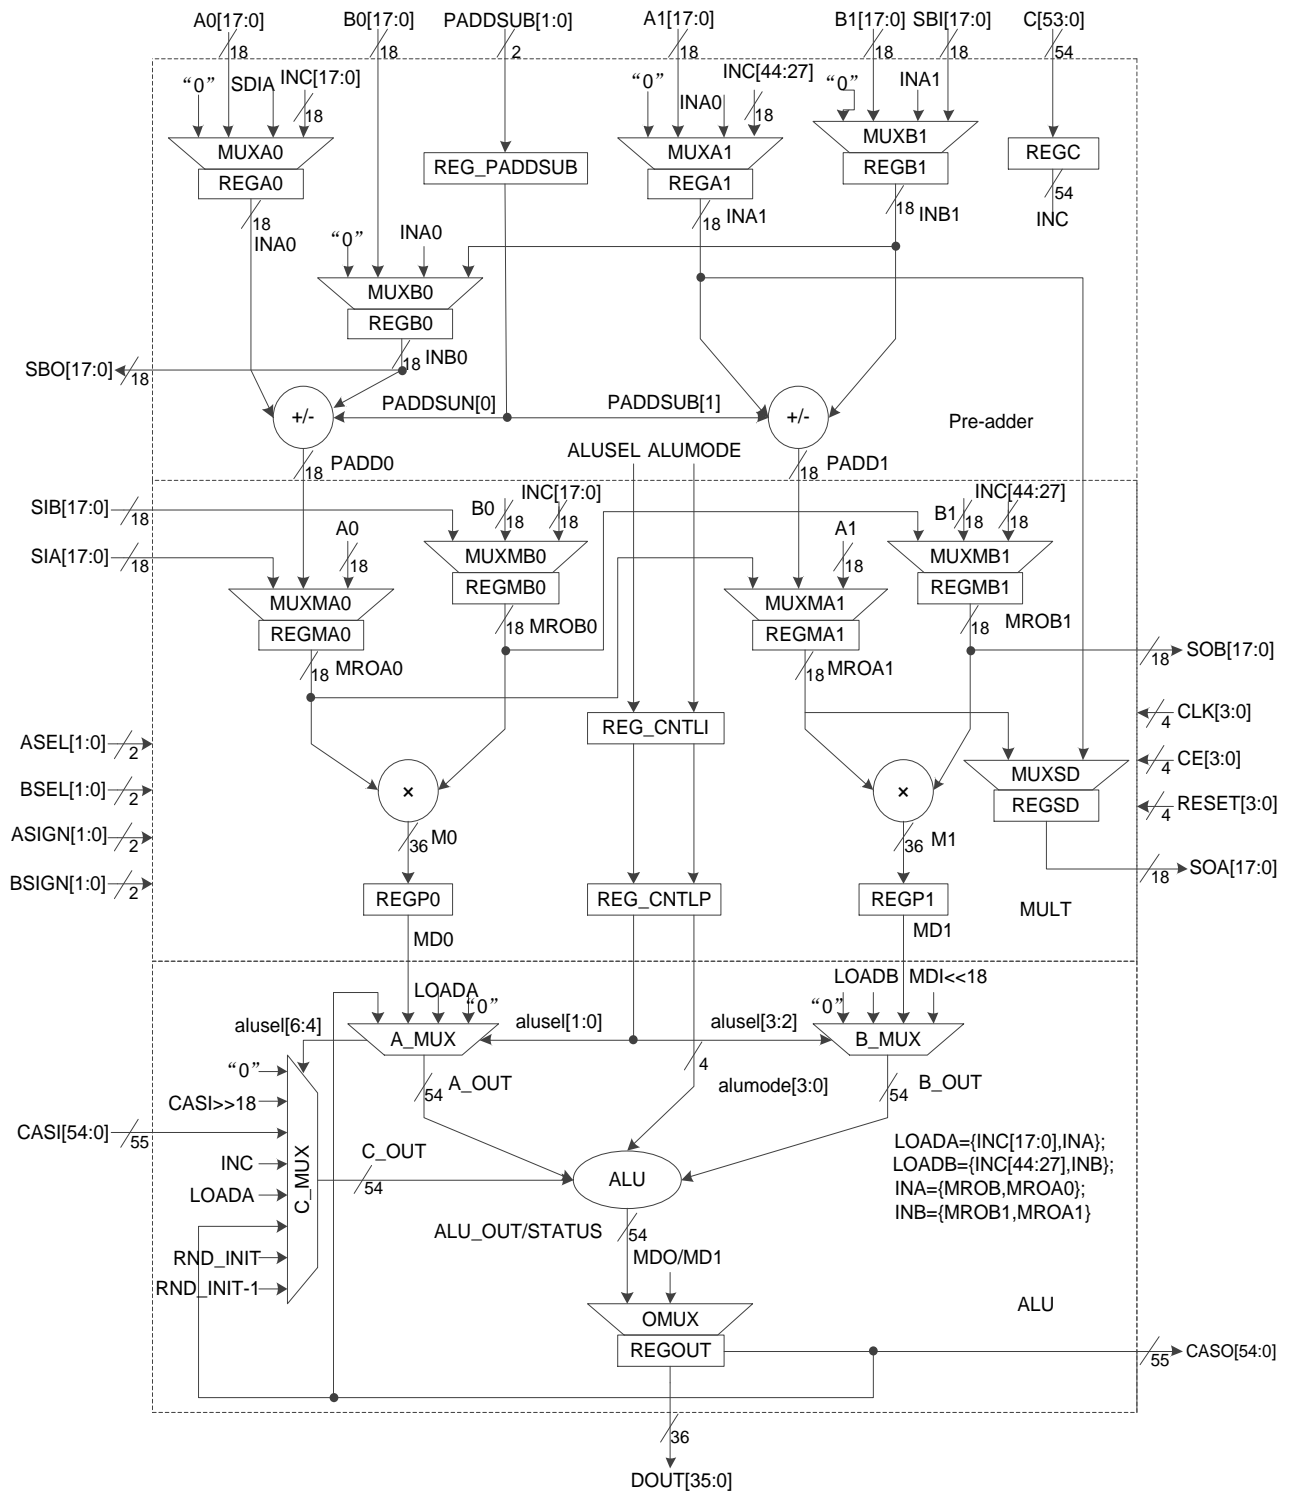 A0[17:0] B0[17:0] PADDSUB[1:0] A1[17:0] B1[17:0] SBI[17:0] C[53:0]
18 18 2 18 18 18 54
“0” SDIA INC[17:0] “0” INA0 INC[44:27] “0” INA1
18 18
MUXA0 MUXA1 MUXB1 REGC
REGA0 REG_PADDSUB REGA1 REGB1
18 18 18 54
INA0 INA1 INB1 INC
“0” INA0
MUXB0
REGB0
18 INB0
SBO[17:0] 18
+/- PADDSUN[0] PADDSUB[1] +/-
Pre-adder
18 PADD0 ALUSEL ALUMODE 18 PADD1
SIB[17:0] 18 B0 18 INC[17:0] 18 B1 18 INC[44:27] 18
SIA[17:0] 18 A0 18 MUXMB0 A1 18 MUXMB1
MUXMA0 REGMB0 MUXMA1 REGMB1
REGMA0 18 MROB0 REGMA1 18 MROB1
18 MROA0 18 MROA1 18 SOB[17:0]
REG_CNTLI 4 CLK[3:0]
ASEL[1:0] 2 4 CE[3:0]
MUXSD
BSEL[1:0] 2 × × REGSD 4 RESET[3:0]
ASIGN[1:0] 2 36 M0 36 M1
18 SOA[17:0]
BSIGN[1:0] 2 REGP0 REG_CNTLP REGP1
MULT
MD0 MD1
LOADA “0” “0” LOADB MDI<<18
alusel[6:4] A_MUX alusel[1:0] alusel[3:2] B_MUX
“0” 4
54 A_OUT alumode[3:0] 54 B_OUT
CASI>>18
CASI[54:0] 55
LOADA={INC[17:0],INA};
LOADB={INC[44:27],INB};
INA={MROB,MROA0};
INB={MROB1,MROA1}
INC C_MUX C_OUT 54 ALU
LOADA
ALU_OUT/STATUS 54
RND_INIT MDO/MD1
RND_INIT-1
OMUX ALU
REGOUT 55 CASO[54:0]
36
DOUT[35:0]